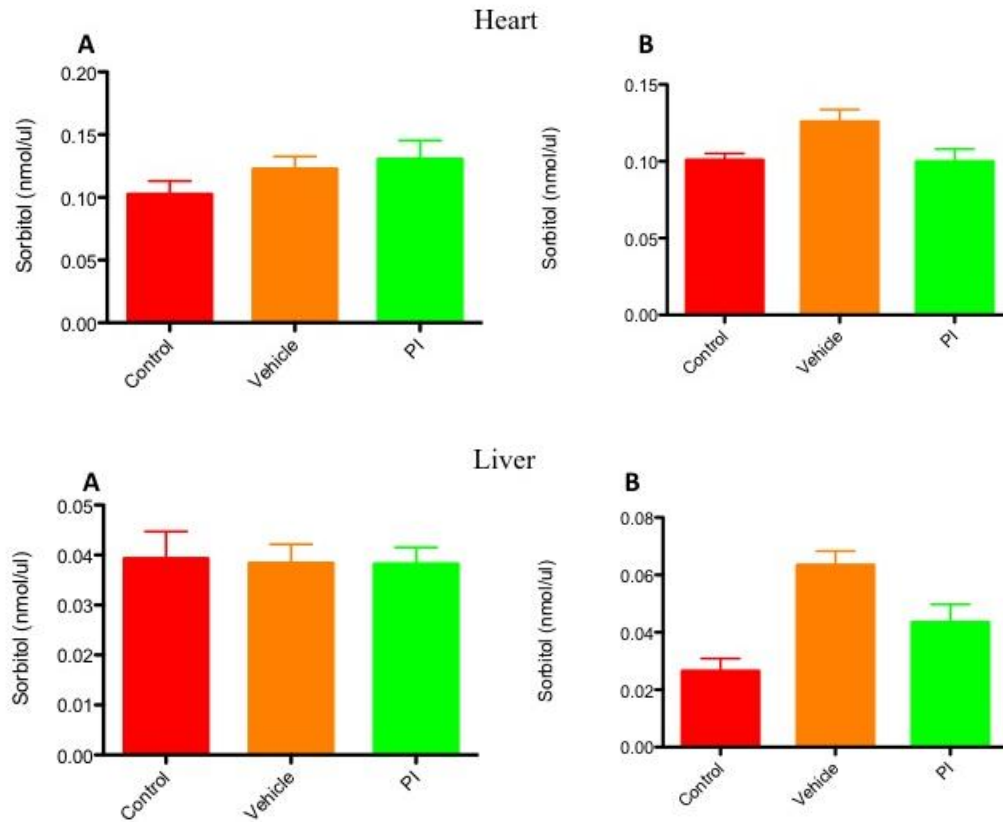 Heart
A
Sorbitol (nmol/ul)
0.20
0.15
0.10
0.05
0.00
Control
Vehicle
PI
B
Sorbitol (nmol/ul)
0.15
0.10
0.05
0.00
Control
Vehicle
PI
Liver
A
Sorbitol (nmol/ul)
0.05
0.04
0.03
0.02
0.01
0.00
Control
Vehicle
PI
B
Sorbitol (nmol/ul)
0.08
0.06
0.04
0.02
0.00
Control
Vehicle
PI